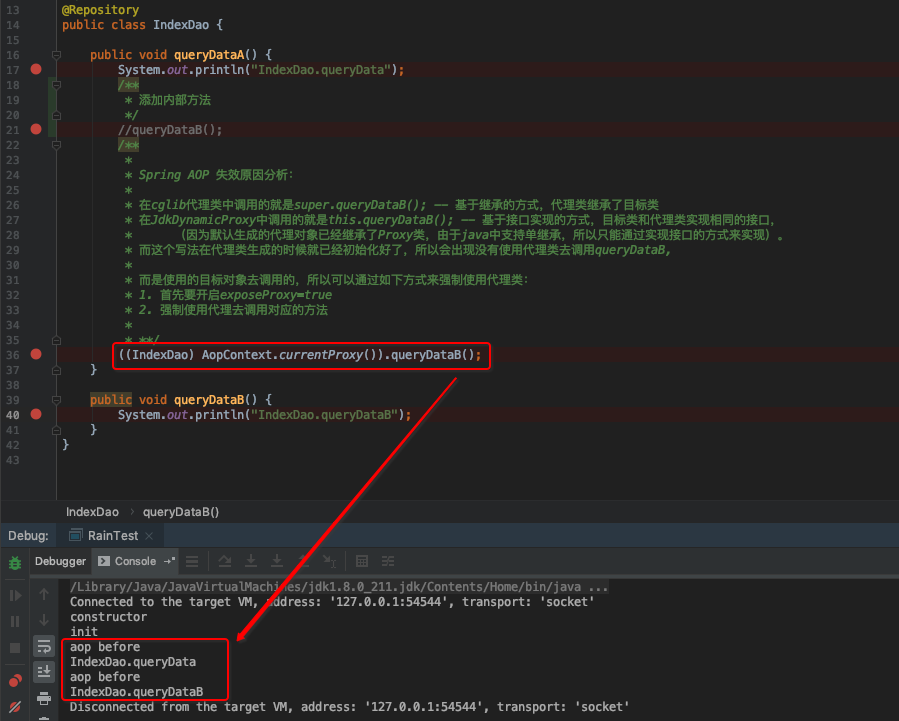 13 @Repository
14 public class IndexDao {
15
16 public void queryDataA() {
17 System.out.println("IndexDao.queryData");
18 /**
19 * 添加内部方法
20 */
21 //queryDataB();
22 /**
23 *
24 * Spring AOP 失效原因分析：
25 *
26 * 在cglib代理类中调用的就是super.queryDataB(); -- 基于继承的方式，代理类继承了目标类
27 * 在JdkDynamicProxy中调用的就是this.queryDataB(); -- 基于接口实现的方式，目标类和代理类实现相同的接口，
28 * （因为默认生成的代理对象已经继承了Proxy类，由于java中支持单继承，所以只能通过实现接口的方式来实现）。
29 * 而这个写法在代理类生成的时候就已经初始化好了，所以会出现没有使用代理类去调用queryDataB,
30 *
31 * 而是使用的目标对象去调用的，所以可以通过如下方式来强制使用代理类：
32 * 1. 首先要开启exposeProxy=true
33 * 2. 强制使用代理去调用对应的方法
34 *
35 * **/
36 ((IndexDao) AopContext.currentProxy()).queryDataB();
37 }
38
39 public void queryDataB() {
40 System.out.println("IndexDao.queryDataB");
41 }
42 }
43
IndexDao > queryDataB()
Debug: RainTest ×
Debugger Console
/Library/Java/JavaVirtualMachines/jdk1.8.0_211.jdk/Contents/Home/bin/java ...
Connected to the target VM, address: '127.0.0.1:54544', transport: 'socket'
constructor
init
aop before
IndexDao.queryData
aop before
IndexDao.queryDataB
Disconnected from the target VM, address: '127.0.0.1:54544', transport: 'socket'